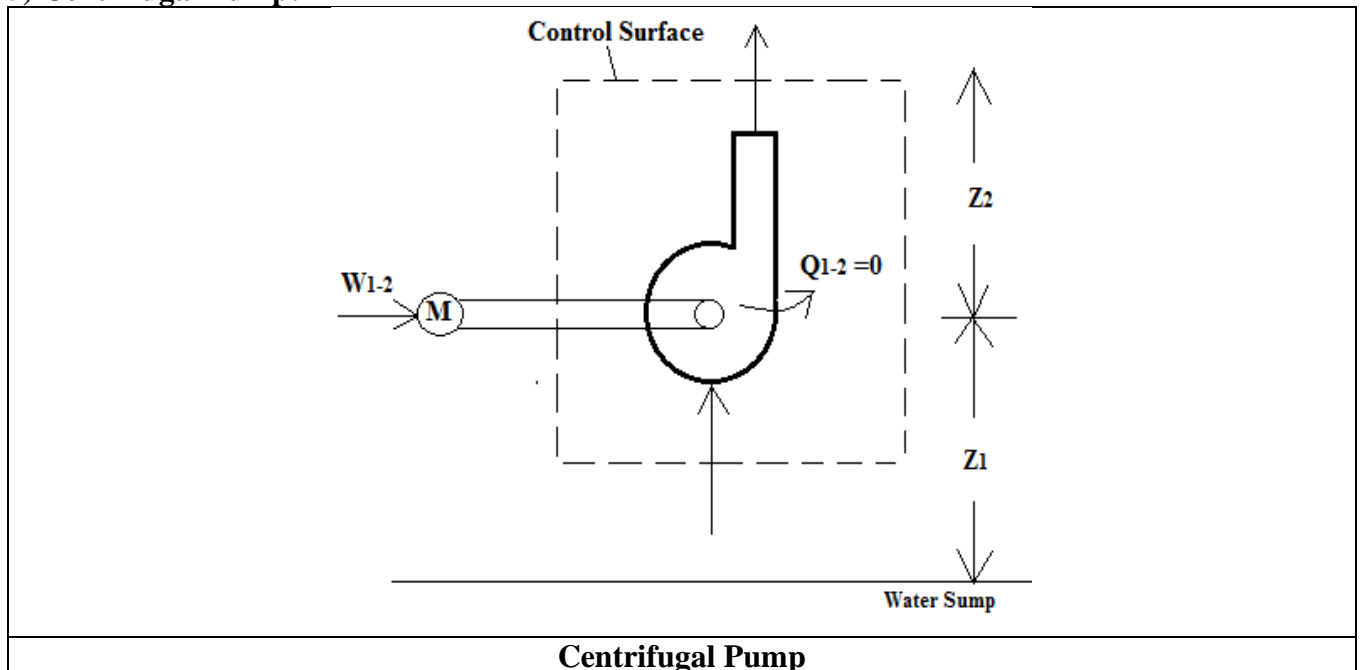 Control Surface
Z2
Q1-2 =0
W1-2
M
Z1
Water Sump
Centrifugal Pump